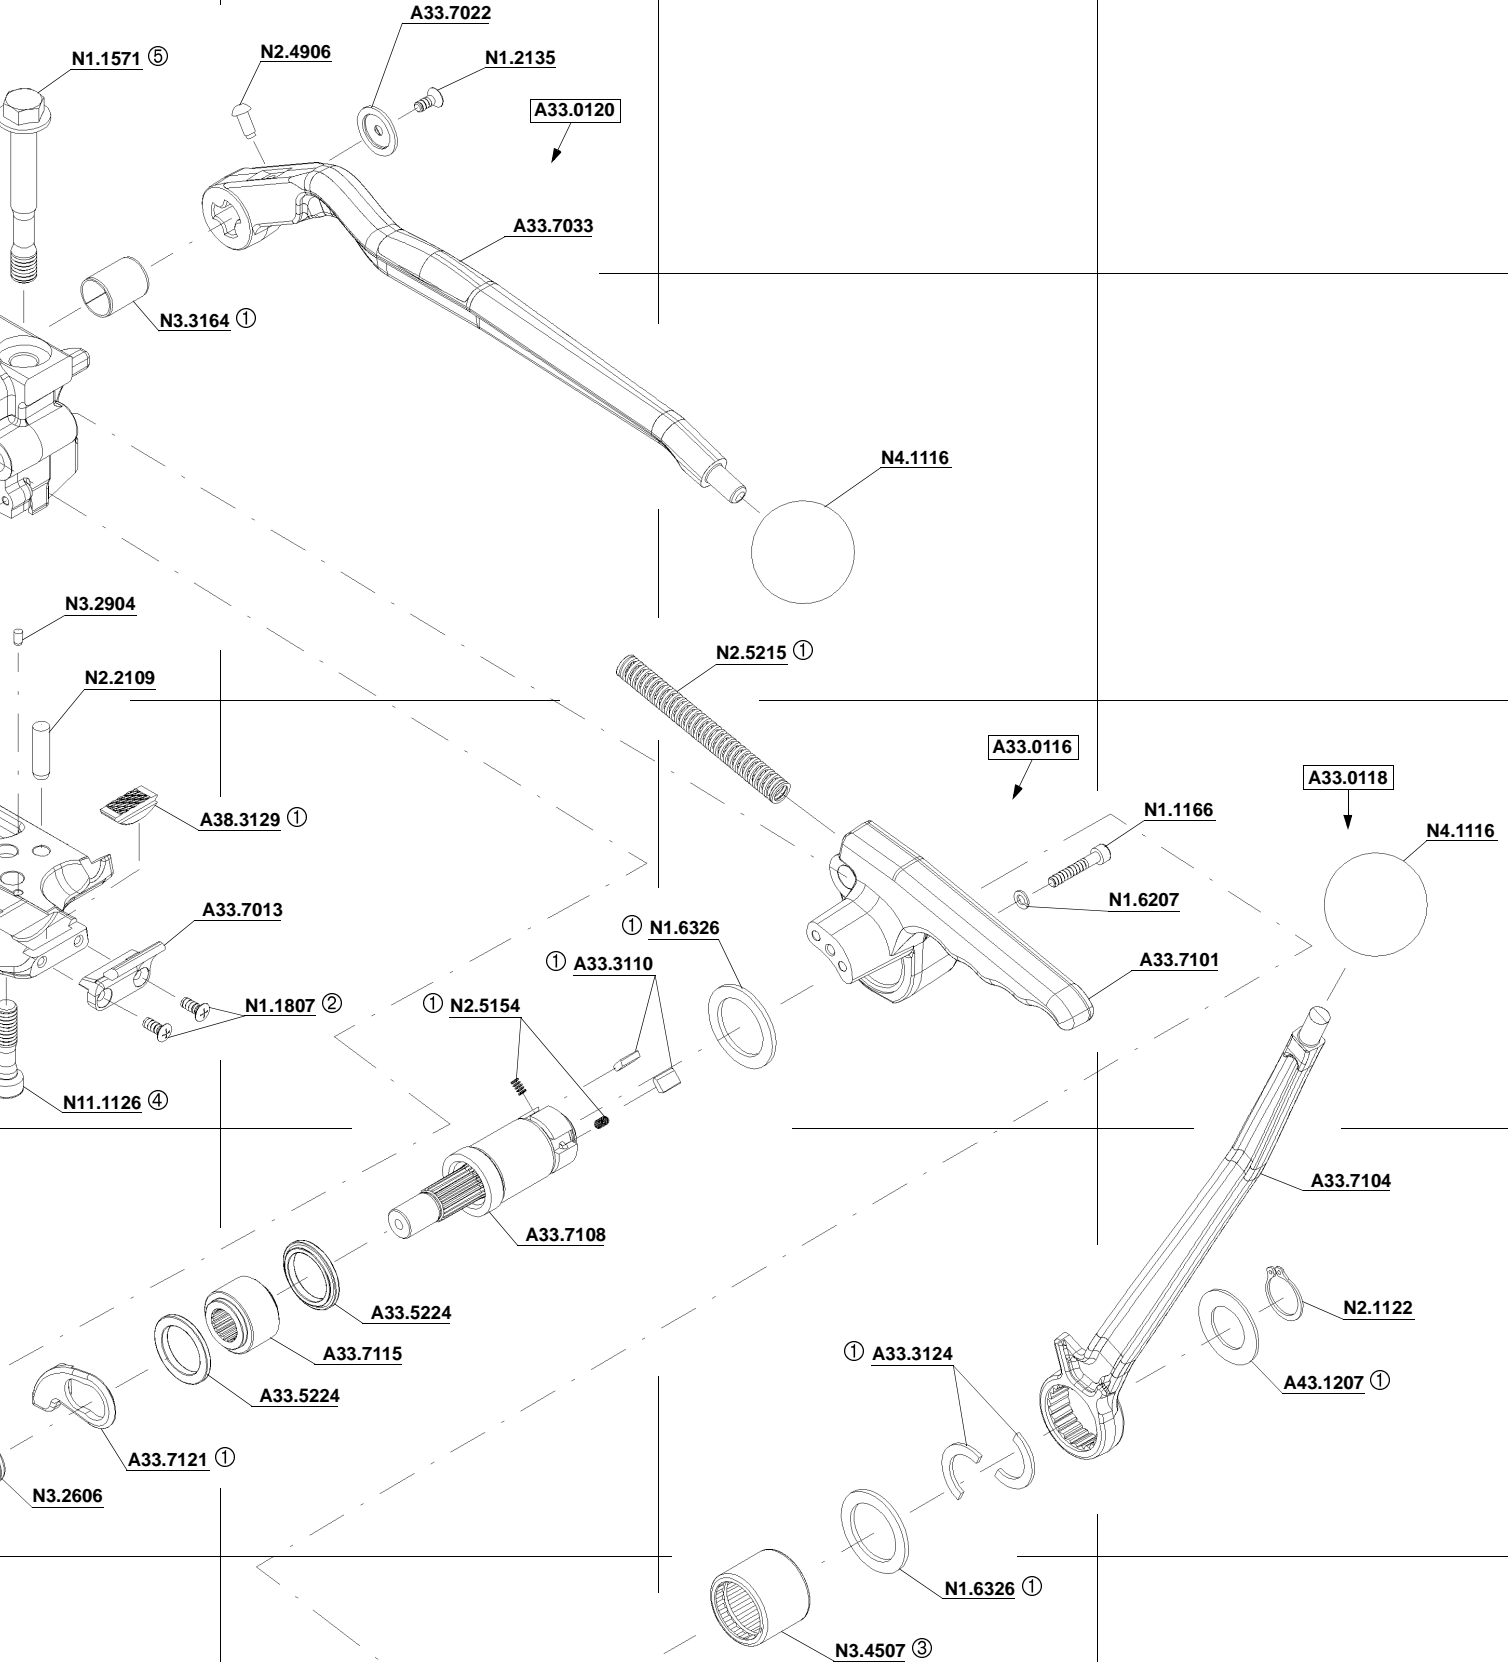 A33.7022
N1.1571 ⑤
N2.4906
N1.2135
A33.0120
A33.7033
N3.3164 ①
N4.1116
N3.2904
N2.5215 ①
N2.2109
A33.0116
A33.0118
A38.3129 ①
N1.1166
N4.1116
N1.6207
A33.7013
① N1.6326
① A33.3110
A33.7101
N1.1807 ②
① N2.5154
N11.1126 ④
A33.7104
A33.7108
A33.5224
N2.1122
A33.7115
① A33.3124
A33.5224
A43.1207 ①
A33.7121 ①
N3.2606
N1.6326 ①
N3.4507 ③